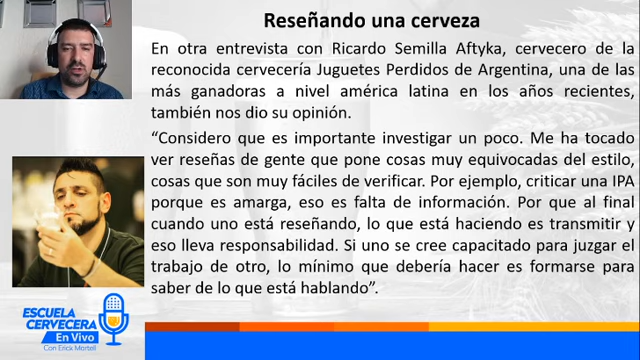 Reseñando una cerveza
En otra entrevista con Ricardo Semilla Aftyka, cervecero de la
reconocida cervecería Juguetes Perdidos de Argentina, una de las
más ganadoras a nivel américa latina en los años recientes,
también nos dio su opinión.
“Considero que es importante investigar un poco. Me ha tocado
ver reseñas de gente que pone cosas muy equivocadas del estilo,
cosas que son muy fáciles de verificar. Por ejemplo, criticar una IPA
porque es amarga, eso es falta de información. Por que al final
cuando uno está reseñando, lo que está haciendo es transmitir y
eso lleva responsabilidad. Si uno se cree capacitado para juzgar el
trabajo de otro, lo mínimo que debería hacer es formarse para
saber de lo que está hablando”.
ESCUELA
CERVECERA
En Vivo
Con Erick Martell